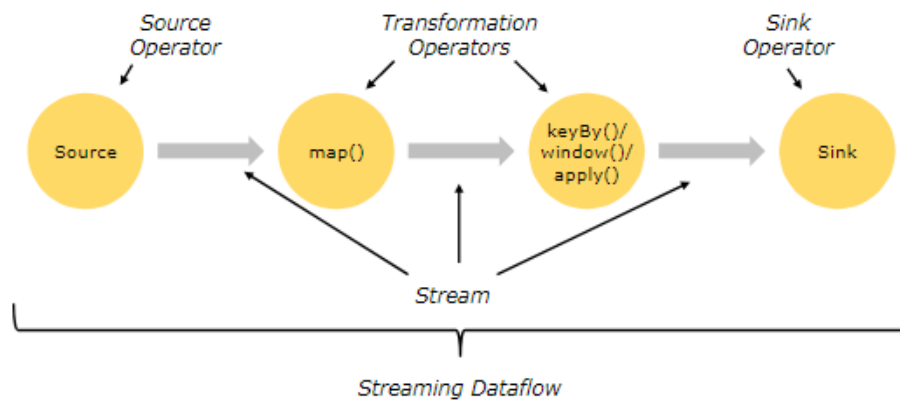 Source
Operator
Transformation
Operators
Sink
Operator
Source
map()
keyBy()/
window()/
apply()
Sink
Stream
Streaming Dataflow